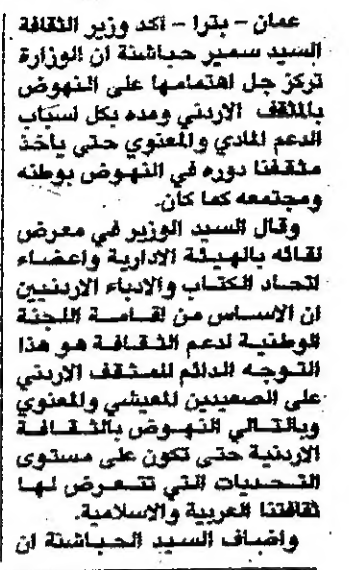 عمان - بترا - اكد وزير الثقافة
السيد سمير حباشنة ان الوزارة
تركز جل اهتمامها على النهوض
بالمثقف الاردني ومده بكل اسباب
الدعم المادي والمعنوي حتى يأخذ
مثقفنا دوره في النهوض بوطنه
ومجتمعه كما كان.
وقال السيد الوزير في معرض
لقائه بالهيئة الادارية واعضاء
اتحاد الكتاب والادباء الاردنيين
ان الاساس من اقامة اللجنة
الوطنية لدعم الثقافة هو هذا
التوجه الدائم للمثقف الاردني
على الصعيدين المعيشي والمعنوي
وبالتالي النهوض بالثقافة
الاردنية حتى تكون على مستوى
التحديات التي تتعرض لها
ثقافتنا العربية والاسلامية.
واضاف السيد الحباشنة ان